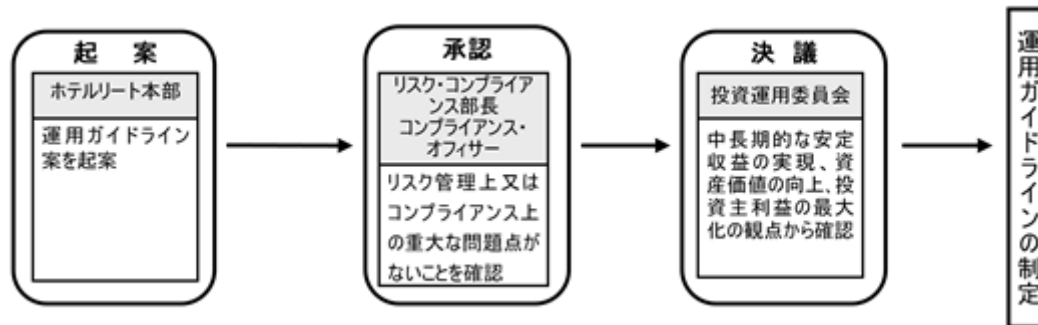 起 案
ホテルリート本部
運用ガイドライン
案を起案
承認
リスク・コンプライア
ンス部長
コンプライアンス・
オフィサー
リスク管理上又は
コンプライアンス上
の重大な問題点が
ないことを確認
決 議
投資運用委員会
中長期的な安定
収益の実現、資
産価値の向上、投
資主利益の最大
化の観点から確認
運用ガイドラインの制定